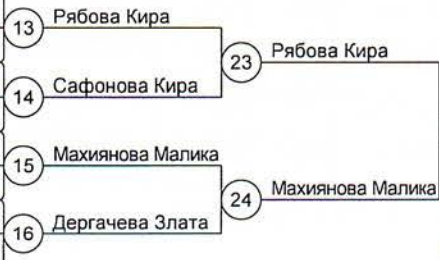 13 Рябова Кира
23 Рябова Кира
14 Сафонова Кира
15 Махиянова Малика
24 Махиянова Малика
16 Дергачева Злата